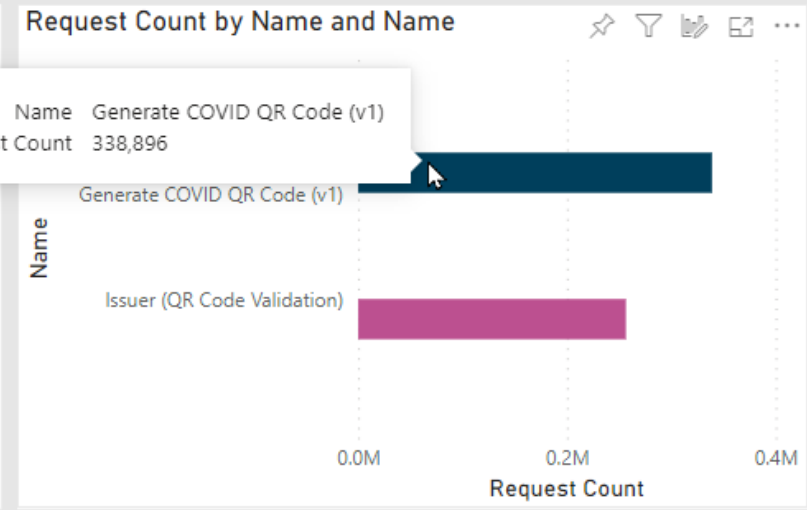 Request Count by Name and Name
Name Generate COVID QR Code (v1)
t Count 338,896
Generate COVID QR Code (v1)
Name
Issuer (QR Code Validation)
0.0M 0.2M 0.4M
Request Count